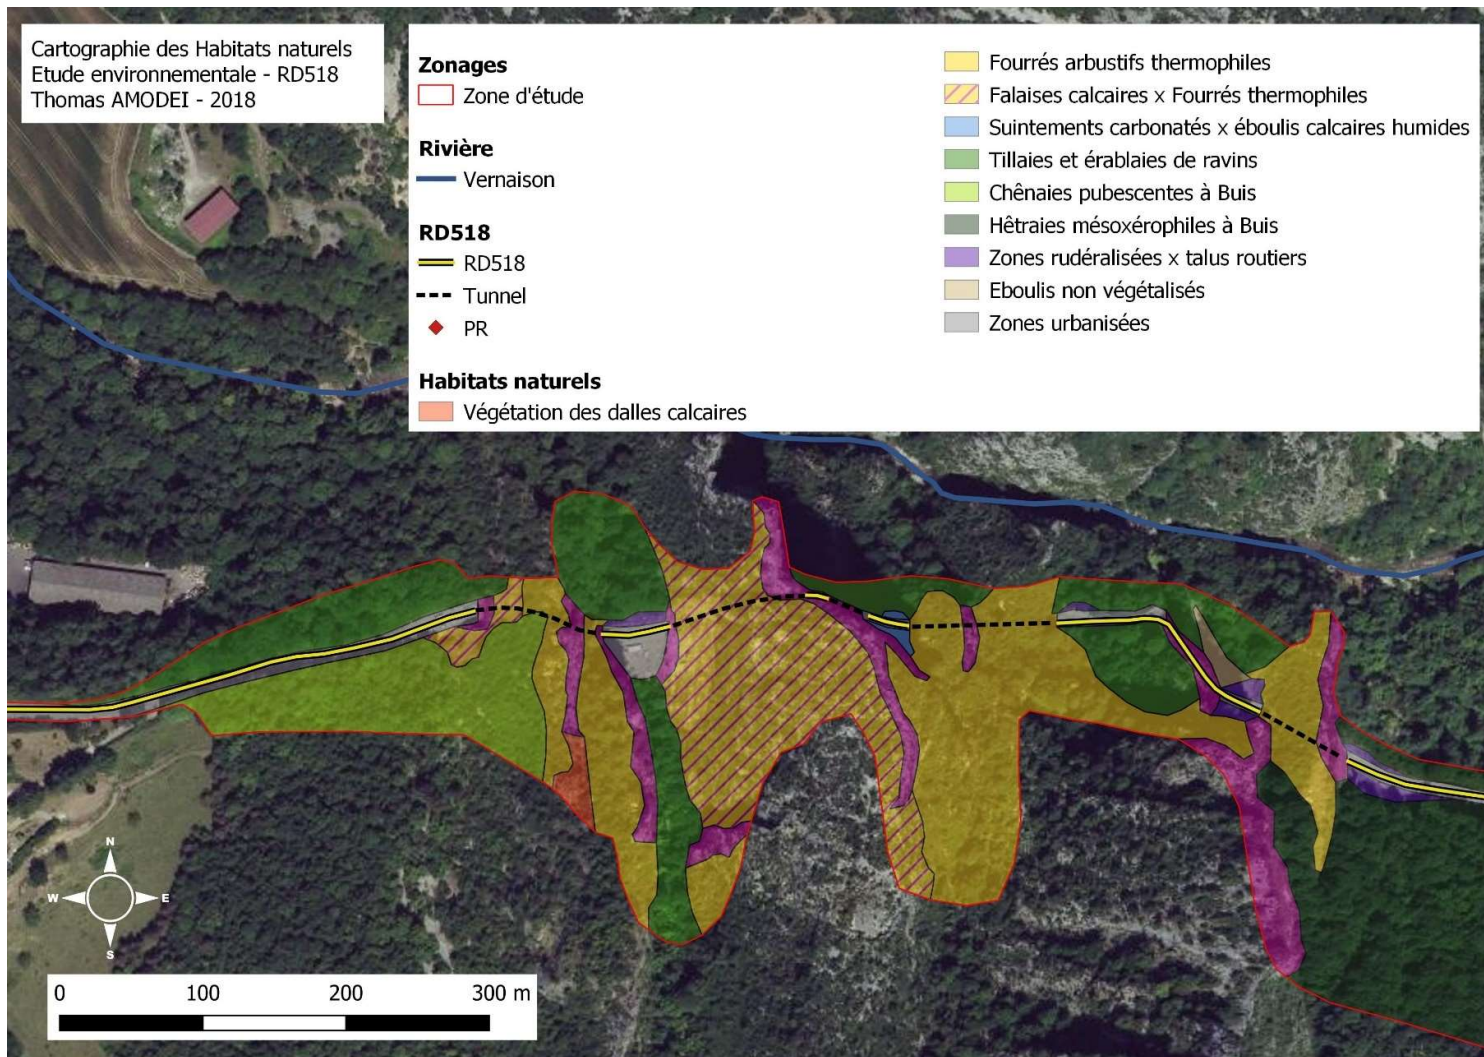 Cartographie des Habitats naturels
Etude environnementale - RD518
Thomas AMODEI - 2018
Zonages
Zone d'étude
Rivière
Vernaison
RD518
RD518
Tunnel
PR
Habitats naturels
Végétation des dalles calcaires
Fourrés arbustifs thermophiles
Falaises calcaires x Fourrés thermophiles
Suintements carbonatés x éboulis calcaires humides
Tillaies et érablaies de ravins
Chênaies pubescentes à Buis
Hêtraies mésoxérophiles à Buis
Zones rudéralisées x talus routiers
Eboulis non végétalisés
Zones urbanisées
N
W E
S
0 100 200 300 m